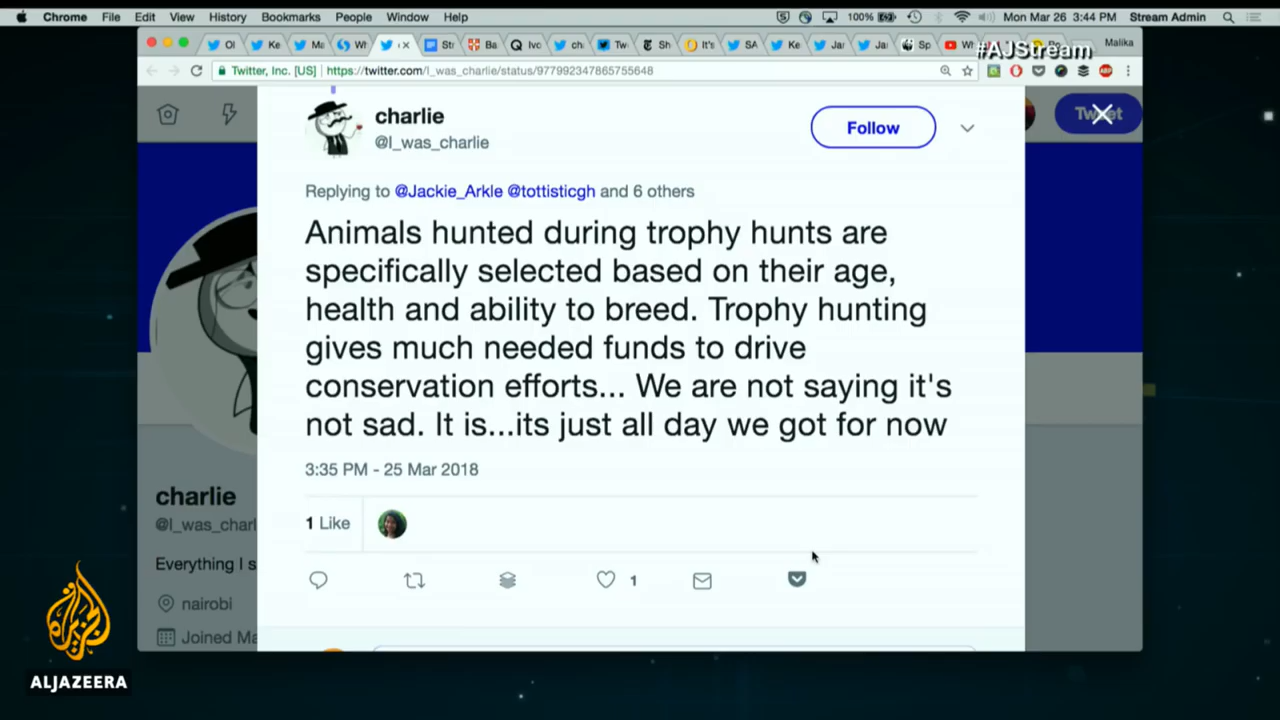 Chrome File Edit View History Bookmarks People Window Help 100% Mon Mar 26 3:44 PM Stream Admin
Malika
#AJStream
Twitter, Inc. [US] https://twitter.com/I_was_charlie/status/977992347865755648
charlie
@I_was_charlie
Follow
Tweet
Replying to @Jackie_Arkle @tottisticgh and 6 others
Animals hunted during trophy hunts are
specifically selected based on their age,
health and ability to breed. Trophy hunting
gives much needed funds to drive
conservation efforts... We are not saying it's
not sad. It is...its just all day we got for now
3:35 PM - 25 Mar 2018
1 Like
1
charlie
@I_was_charl
Everything I s
nairobi
Joined Ma
ALJAZEERA